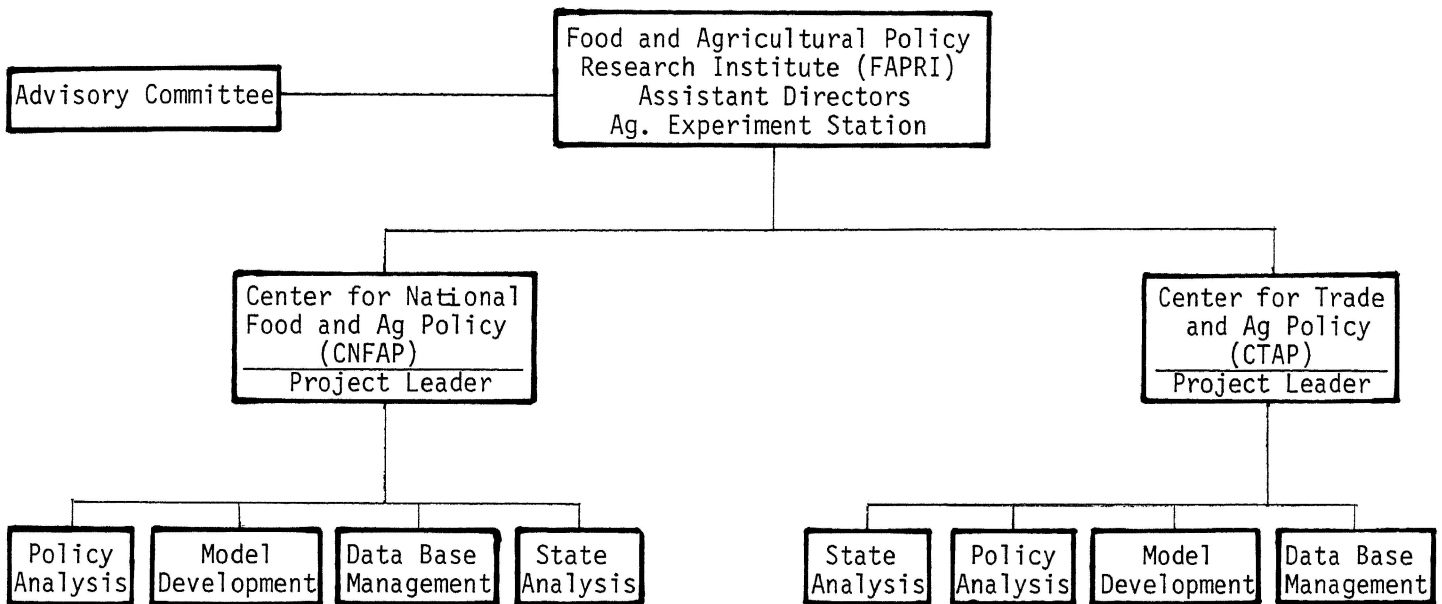 Food and Agricultural Policy
Research Institute (FAPRI)
Assistant Directors
Ag. Experiment Station
Advisory Committee
Center for National
Food and Ag Policy
(CNFAP)
Project Leader
Center for Trade
and Ag Policy
(CTAP)
Project Leader
Policy
Analysis
Model
Development
Data Base
Management
State
Analysis
State
Analysis
Policy
Analysis
Model
Development
Data Base
Management